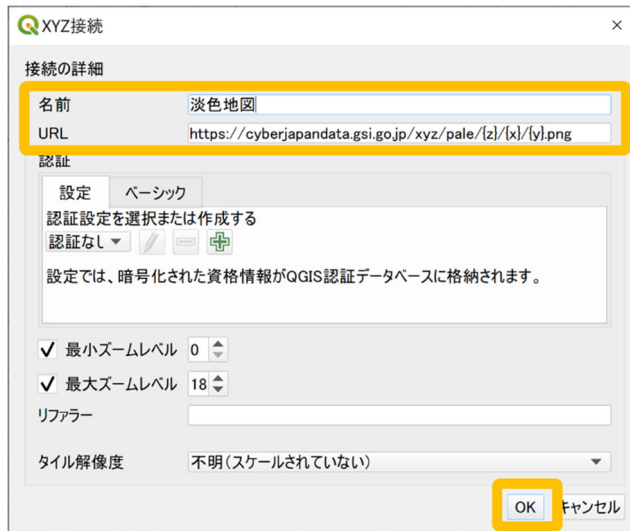 XYZ接続
接続の詳細
名前 淡色地図
URL https://cyberjapandata.gsi.go.jp/xyz/pale/{z}/{x}/{y}.png
認証
設定 ベーシック
認証設定を選択または作成する
認証なし
設定では、暗号化された資格情報がQGIS認証データベースに格納されます。
最小ズームレベル 0
最大ズームレベル 18
リファラー
タイル解像度 不明(スケールされていない)
OK キャンセル